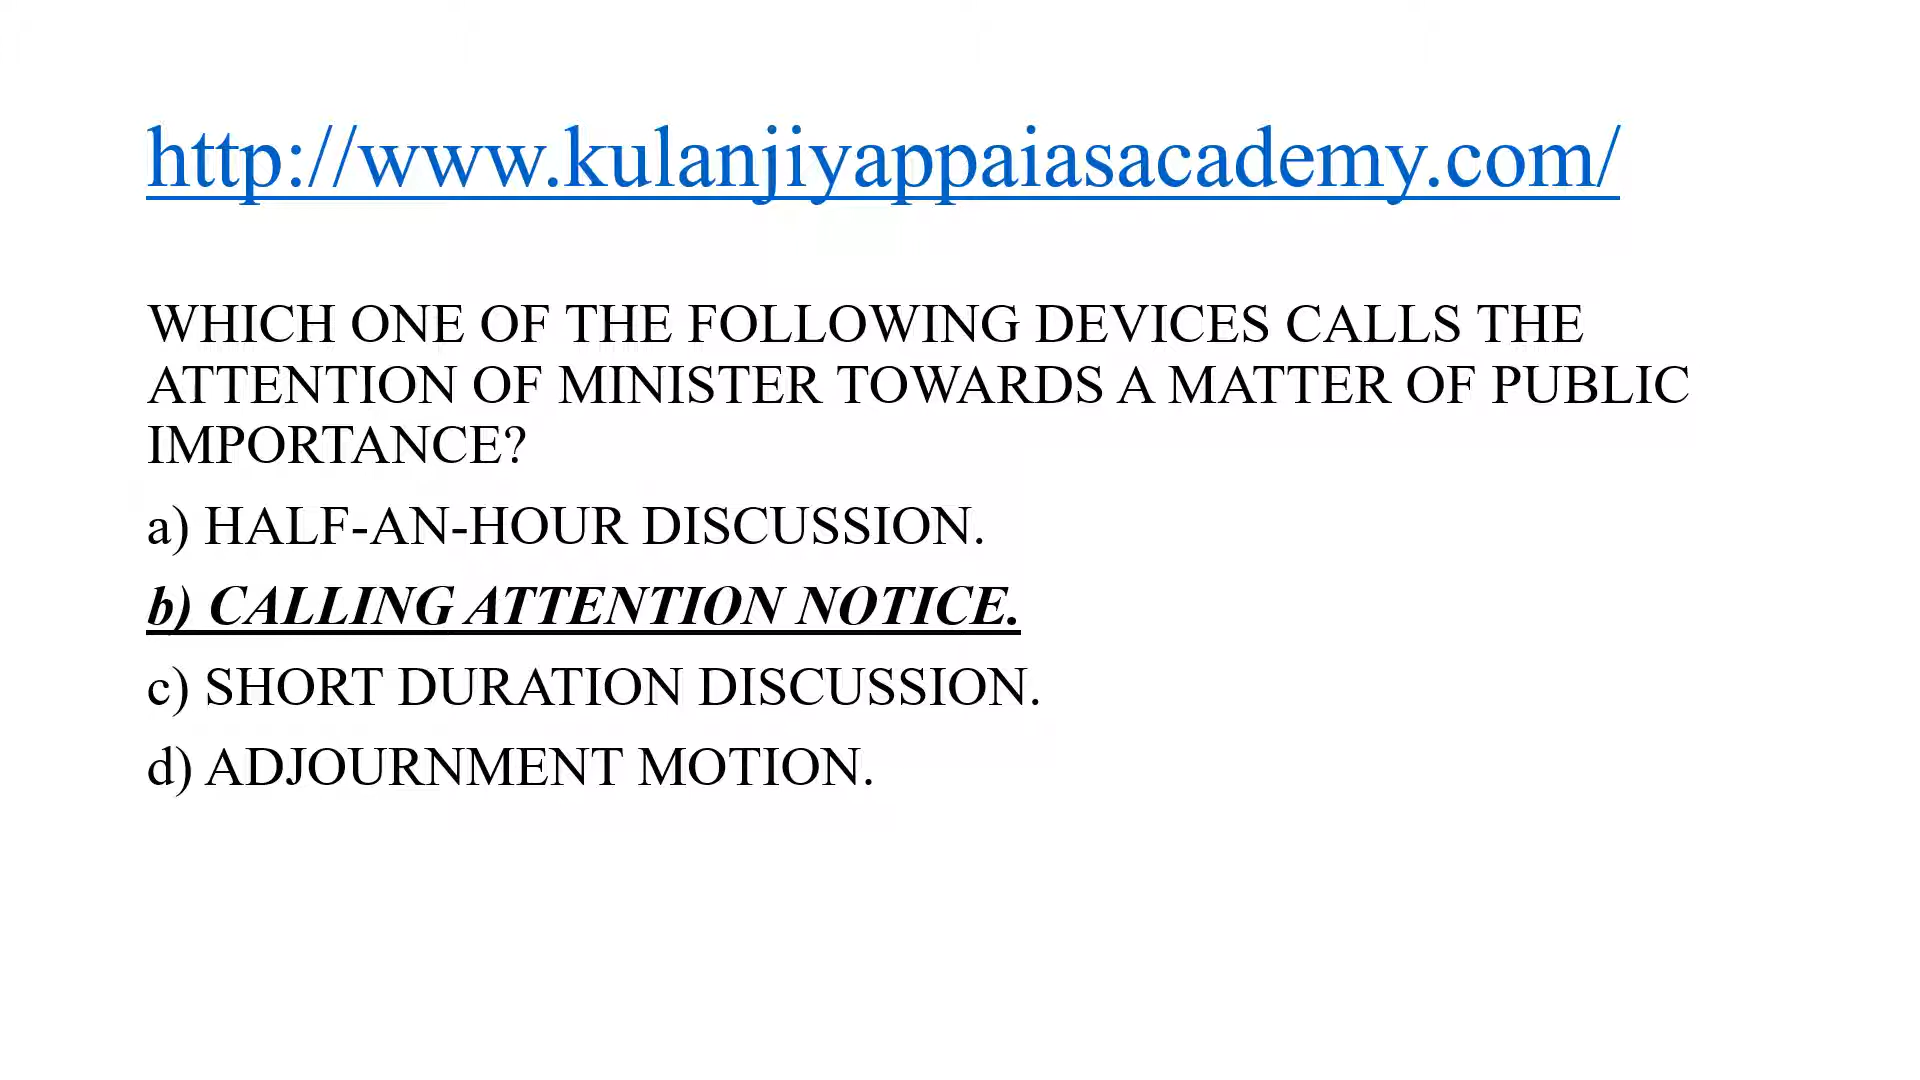 http://www.kulanjiyappaiasacademy.com/
WHICH ONE OF THE FOLLOWING DEVICES CALLS THE
ATTENTION OF MINISTER TOWARDS A MATTER OF PUBLIC
IMPORTANCE?
a) HALF-AN-HOUR DISCUSSION.
b) CALLING ATTENTION NOTICE.
c) SHORT DURATION DISCUSSION.
d) ADJOURNMENT MOTION.